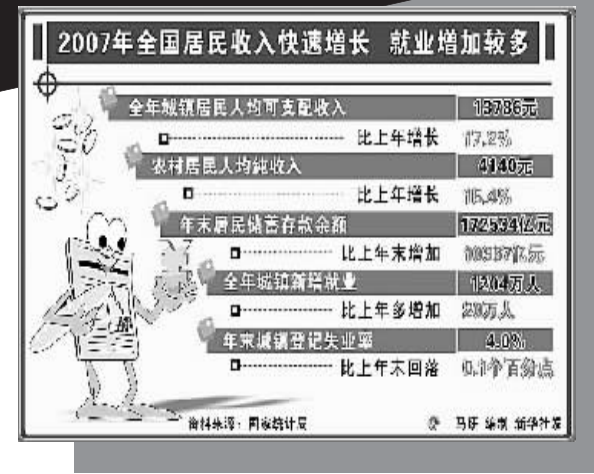 2007年全国居民收入快速增长 就业增加较多
全年城镇居民人均可支配收入 13786元
比上年增长 17.2%
农村居民人均纯收入 4140元
比上年增长 15.4%
年末居民储蓄存款余额 172534亿元
比上年末增加 亿元
全年城镇新增就业 1204万人
比上年多增加 20万人
年末城镇登记失业率 4.0%
比上年末回落 0.1个百分点
资料来源：国家统计局 马研 编制 新华社发